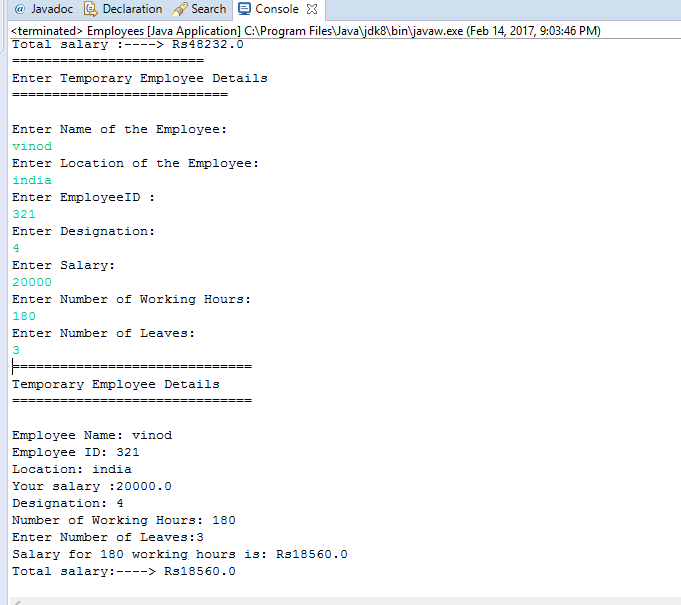 @ Javadoc Declaration Search Console
<terminated> Employees [Java Application] C:\Program Files\Java\jdk8\bin\javaw.exe (Feb 14, 2017, 9:03:46 PM)
Total salary :----> Rs48232.0
========================
Enter Temporary Employee Details
===========================
Enter Name of the Employee:
vinod
Enter Location of the Employee:
india
Enter EmployeeID :
321
Enter Designation:
4
Enter Salary:
20000
Enter Number of Working Hours:
180
Enter Number of Leaves:
3
==============================
Temporary Employee Details
==============================
Employee Name: vinod
Employee ID: 321
Location: india
Your salary :20000.0
Designation: 4
Number of Working Hours: 180
Enter Number of Leaves:3
Salary for 180 working hours is: Rs18560.0
Total salary:----> Rs18560.0